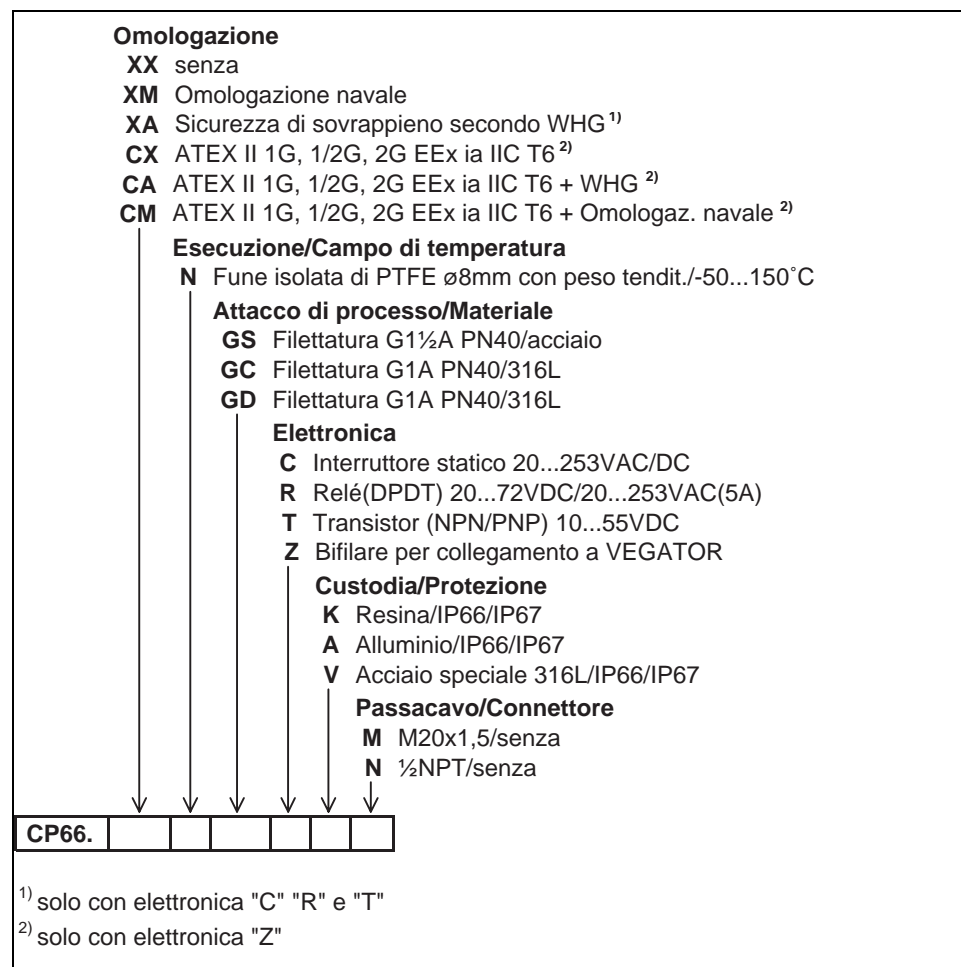 Omologazione
XX senza
XM Omologazione navale
XA Sicurezza di sovrappieno secondo WHG 1)
CX ATEX II 1G, 1/2G, 2G EEx ia IIC T6 2)
CA ATEX II 1G, 1/2G, 2G EEx ia IIC T6 + WHG 2)
CM ATEX II 1G, 1/2G, 2G EEx ia IIC T6 + Omologaz. navale 2)
Esecuzione/Campo di temperatura
N Fune isolata di PTFE ø8mm con peso tendit./-50...150˚C
Attacco di processo/Materiale
GS Filettatura G1½A PN40/acciaio
GC Filettatura G1A PN40/316L
GD Filettatura G1A PN40/316L
Elettronica
C Interruttore statico 20...253VAC/DC
R Relé(DPDT) 20...72VDC/20...253VAC(5A)
T Transistor (NPN/PNP) 10...55VDC
Z Bifilare per collegamento a VEGATOR
Custodia/Protezione
K Resina/IP66/IP67
A Alluminio/IP66/IP67
V Acciaio speciale 316L/IP66/IP67
Passacavo/Connettore
M M20x1,5/senza
N ½NPT/senza
CP66.
1) solo con elettronica "C" "R" e "T"
2) solo con elettronica "Z"